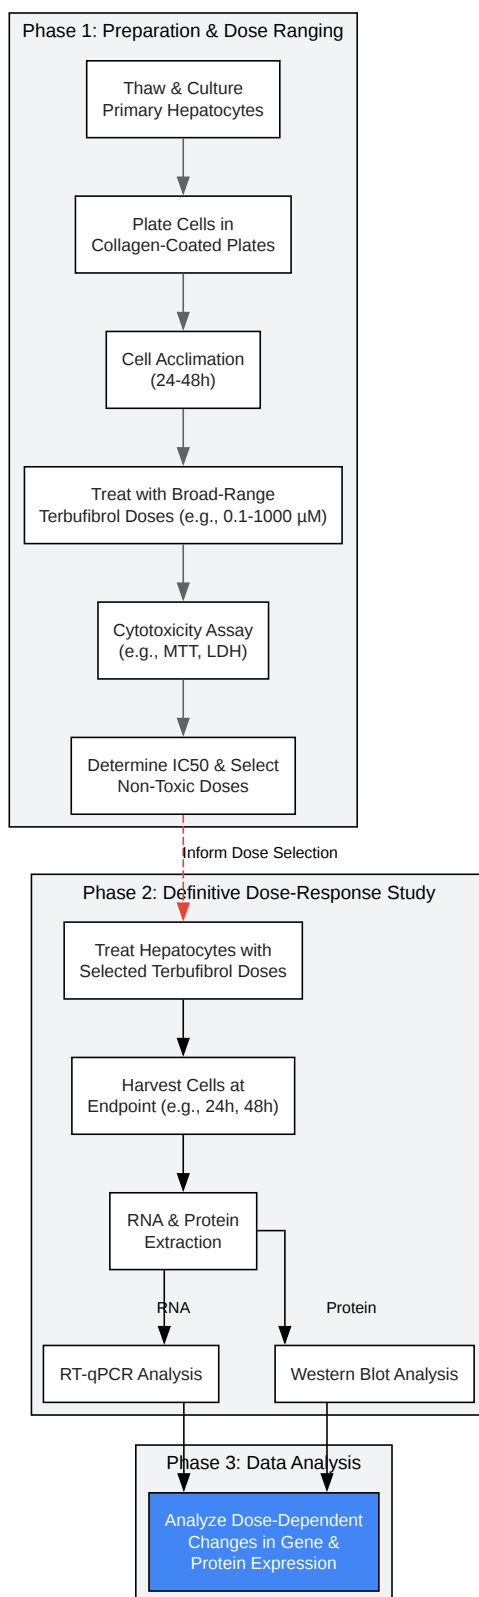 Phase 1: Preparation & Dose Ranging
Thaw & Culture
Primary Hepatocytes
Plate Cells in
Collagen-Coated Plates
Cell Acclimation
(24-48h)
Treat with Broad-Range
Terbufibrol Doses (e.g., 0.1-1000 µM)
Cytotoxicity Assay
(e.g., MTT, LDH)
Determine IC50 & Select
Non-Toxic Doses
Inform Dose Selection
Phase 2: Definitive Dose-Response Study
Treat Hepatocytes with
Selected Terbufibrol Doses
Harvest Cells at
Endpoint (e.g., 24h, 48h)
RNA & Protein
Extraction
RNA
Protein
RT-qPCR Analysis
Western Blot Analysis
Phase 3: Data Analysis
Analyze Dose-Dependent
Changes in Gene &
Protein Expression